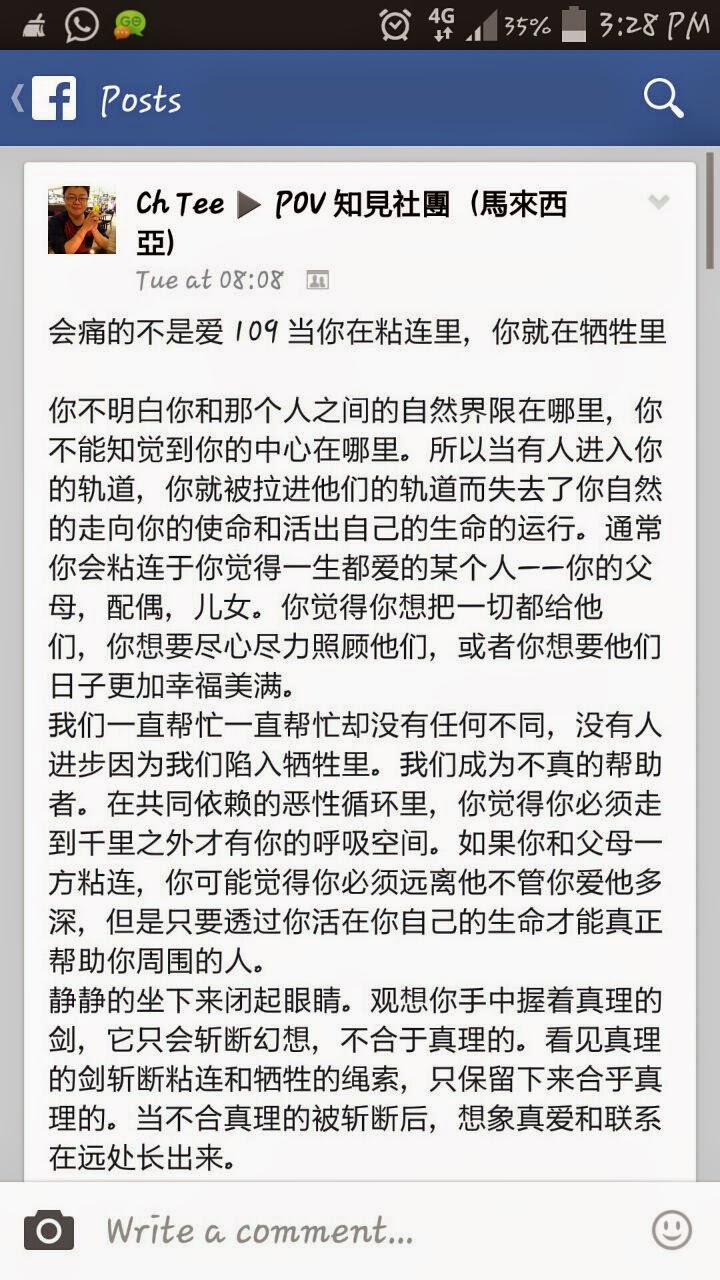 4G
35%
3:28 PM
Posts
Ch Tee ▶ POV 知見社團（馬來西
亞）
Tue at 08:08
会痛的不是爱 109 当你在粘连里，你就在牺牲里
你不明白你和那个人之间的自然界限在哪里，你
不能知觉到你的中心在哪里。所以当有人进入你
的轨道，你就被拉进他们的轨道而失去了你自然
的走向你的使命和活出自己的生命的运行。通常
你会粘连于你觉得一生都爱的某个人——你的父
母，配偶，儿女。你觉得你想把一切都给他
们，你想要尽心尽力照顾他们，或者你想要他们
日子更加幸福美满。
我们一直帮忙一直帮忙却没有任何不同，没有人
进步因为我们陷入牺牲里。我们成为不真的帮助
者。在共同依赖的恶性循环里，你觉得你必须走
到千里之外才有你的呼吸空间。如果你和父母一
方粘连，你可能觉得你必须远离他不管你爱他多
深，但是只要透过你活在你自己的生命才能真正
帮助你周围的人。
静静的坐下来闭起眼睛。观想你手中握着真理的
剑，它只会斩断幻想，不合于真理的。看见真理
的剑斩断粘连和牺牲的绳索，只保留下来合乎真
理的。当不合真理的被斩断后，想象真爱和联系
在远处长出来。
Write a comment...